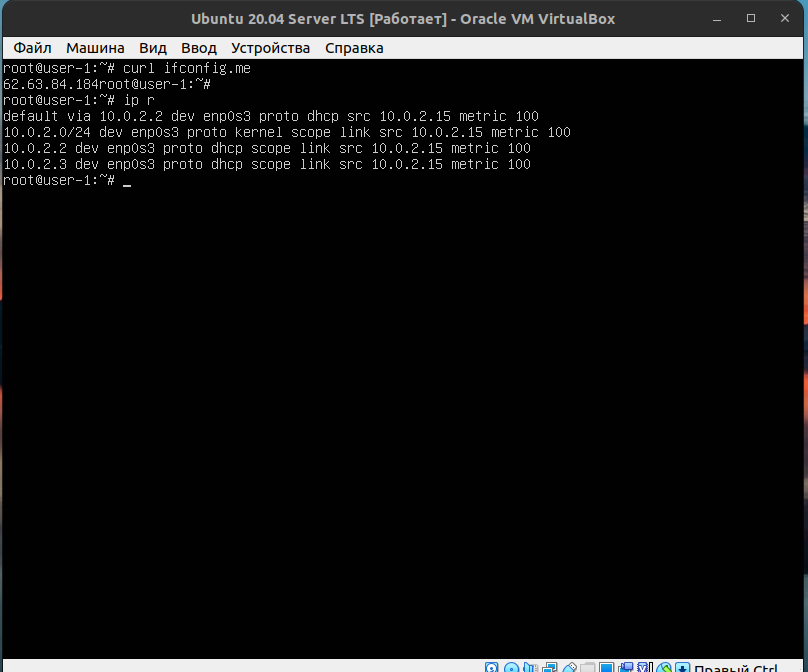 Ubuntu 20.04 Server LTS [Работает] - Oracle VM VirtualBox
Файл Машина Вид Ввод Устройства Справка
root@user-1:~# curl ifconfig.me
62.63.84.184root@user-1:~#
root@user-1:~# ip r
default via 10.0.2.2 dev enp0s3 proto dhcp src 10.0.2.15 metric 100
10.0.2.0/24 dev enp0s3 proto kernel scope link src 10.0.2.15 metric 100
10.0.2.2 dev enp0s3 proto dhcp scope link src 10.0.2.15 metric 100
10.0.2.3 dev enp0s3 proto dhcp scope link src 10.0.2.15 metric 100
root@user-1:~# _
Правый Ctrl